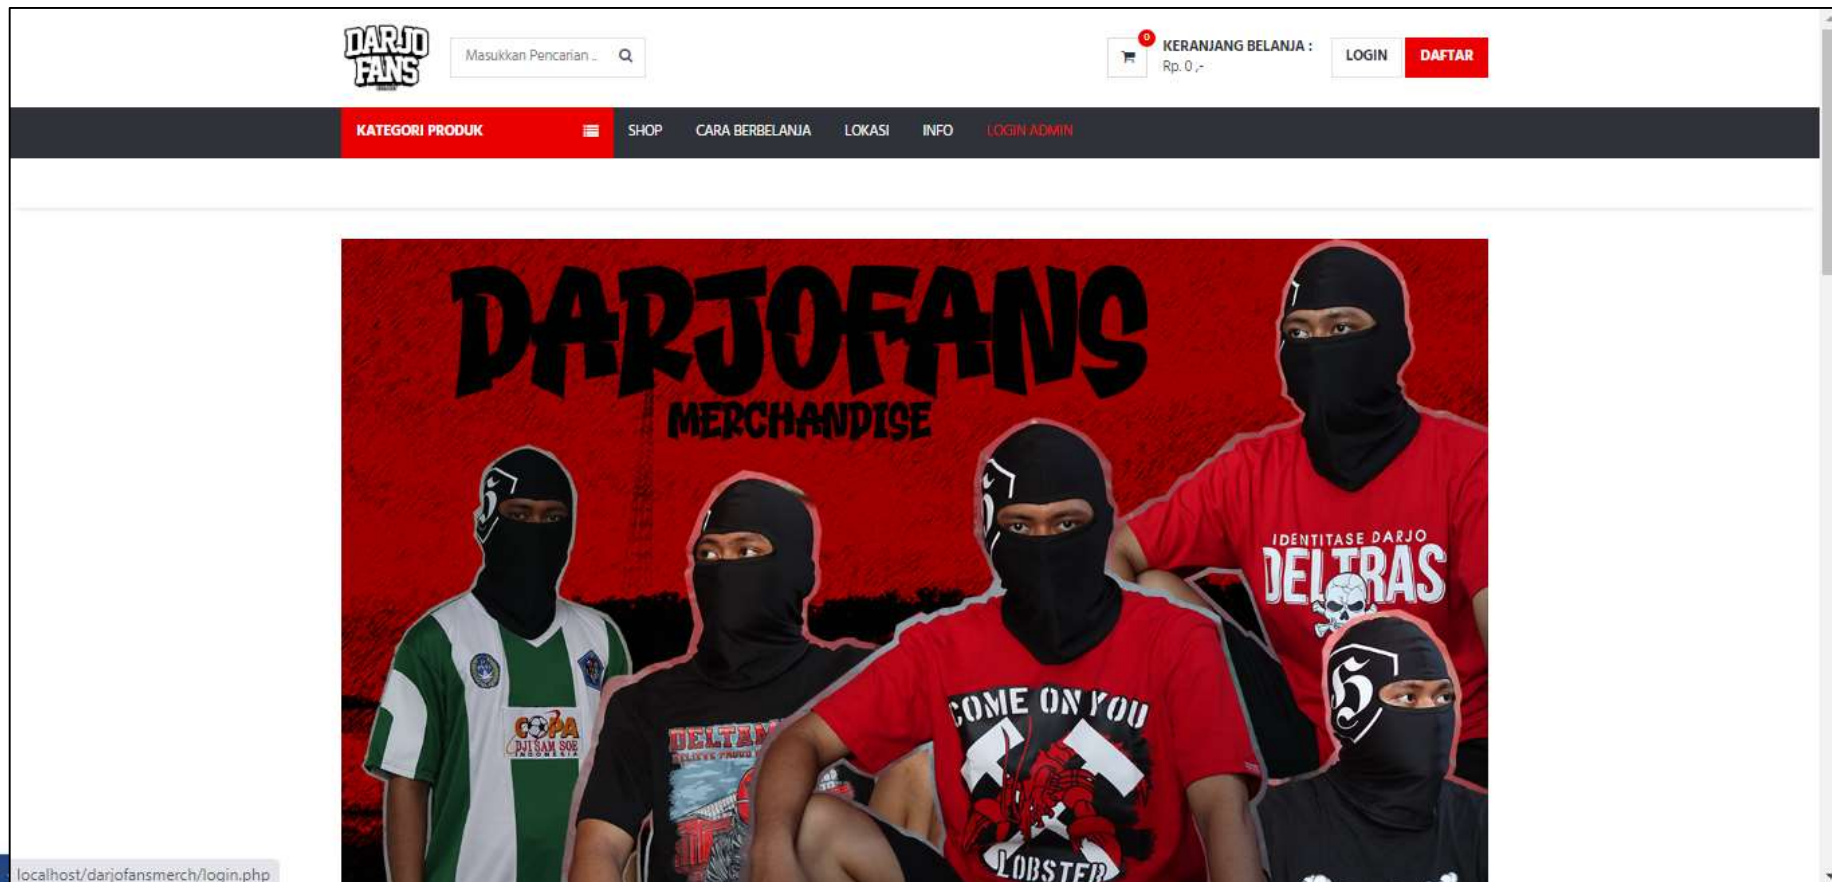 DARJO
FANS
Masukkan Pencarian ..
0
KERANJANG BELANJA :
Rp. 0 ,-
LOGIN
DAFTAR
KATEGORI PRODUK
SHOP
CARA BERBELANJA
LOKASI
INFO
LOGIN ADMIN
DARJOFANS
MERCHANDISE
IDENTITASE DARJO
DELTRAS
COPA
DJI SAM SOE
INDONESIA
COME ON YOU
LOBSTER
localhost/darjofansmerch/login.php